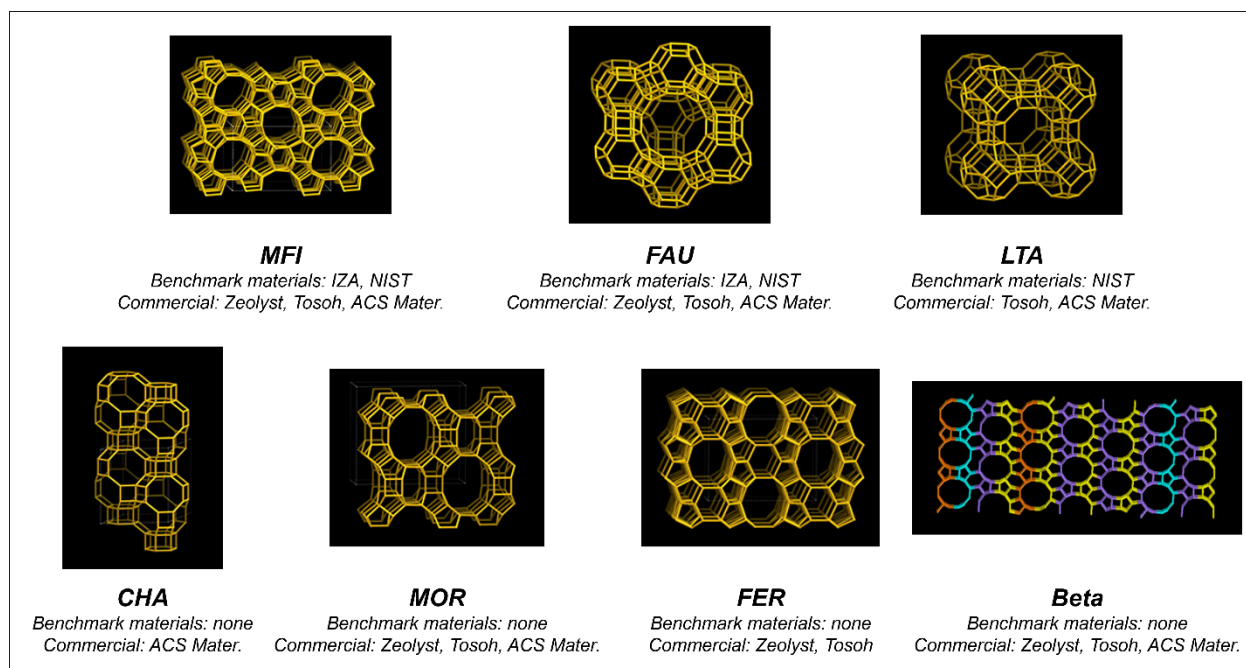 MFI
Benchmark materials: IZA, NIST
Commercial: Zeolyst, Tosoh, ACS Mater.
FAU
Benchmark materials: IZA, NIST
Commercial: Zeolyst, Tosoh, ACS Mater.
LTA
Benchmark materials: NIST
Commercial: Tosoh, ACS Mater.
CHA
Benchmark materials: none
Commercial: ACS Mater.
MOR
Benchmark materials: none
Commercial: Zeolyst, Tosoh, ACS Mater.
FER
Benchmark materials: none
Commercial: Zeolyst, Tosoh
Beta
Benchmark materials: none
Commercial: Zeolyst, Tosoh, ACS Mater.